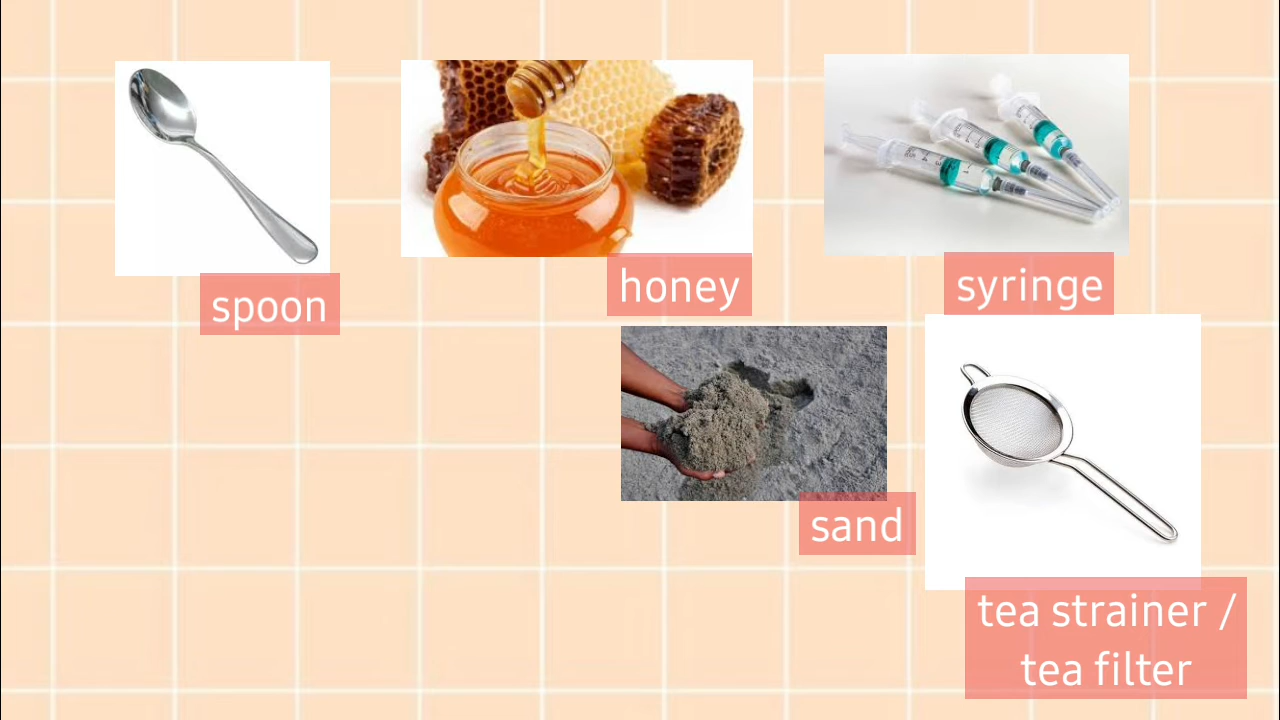 spoon
honey
syringe
sand
tea strainer /
tea filter